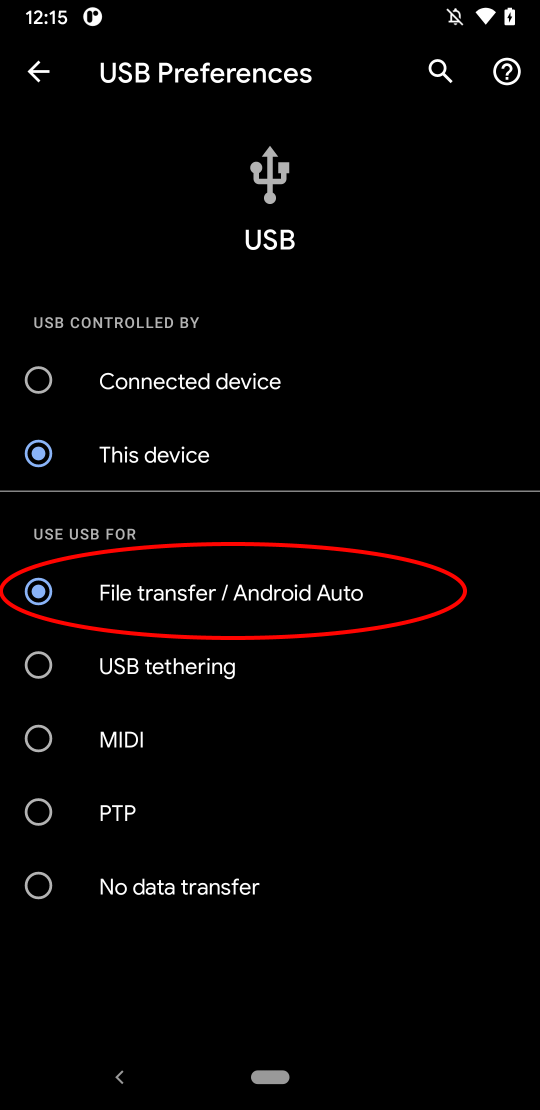 12:15
USB Preferences
USB
USB CONTROLLED BY
Connected device
This device
USE USB FOR
File transfer / Android Auto
USB tethering
MIDI
PTP
No data transfer